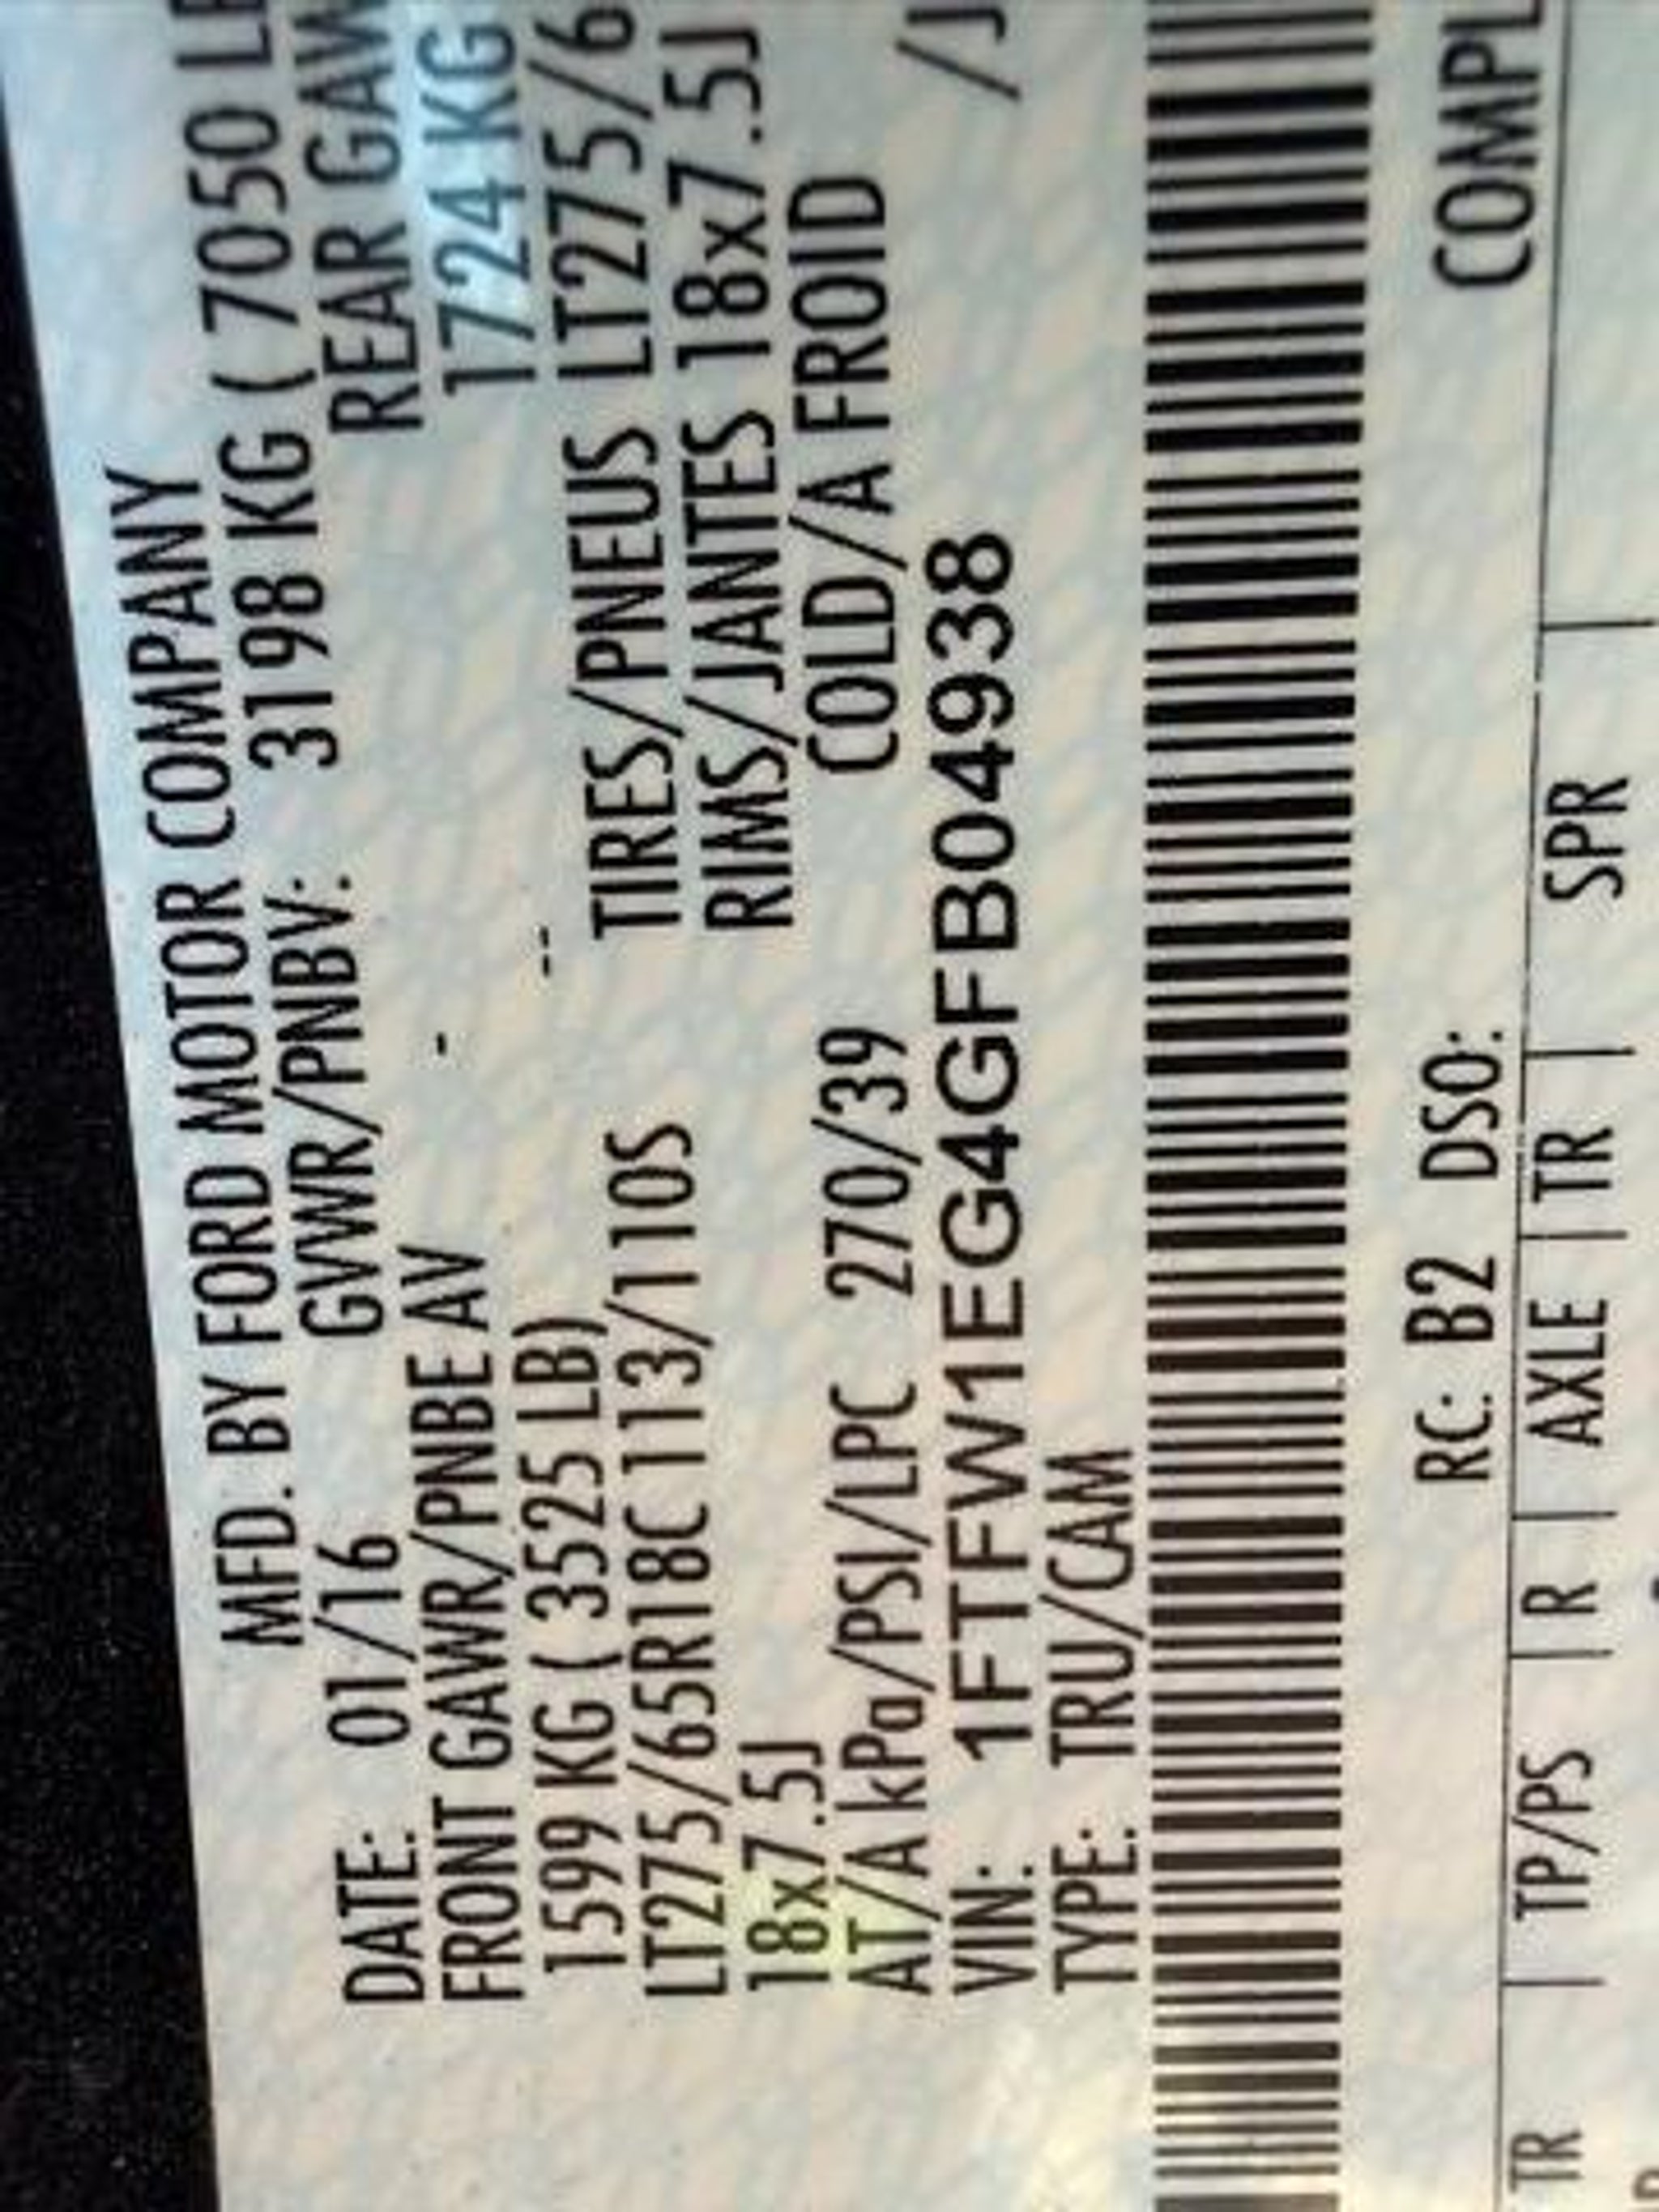 MFD. BY FORD MOTOR COMPANY
DATE: 01/16 GVWR/PNBV: 3198 KG ( 7050 LB
FRONT GAWR/PNBE AV - REAR GAW
1599 KG ( 3525 LB) -- 1724 KG
LT275/65R18C 113/110S TIRES/PNEUS LT275/6
18x7.5J RIMS/JANTES 18x7.5J
AT/A kPa/PSI/LPC 270/39 COLD/A FROID /J
VIN: 1FTFW1EG4GFB04938
TYPE: TRU/CAM
RC: B2 DSO: COMPL
TR TP/PS R AXLE TR SPR